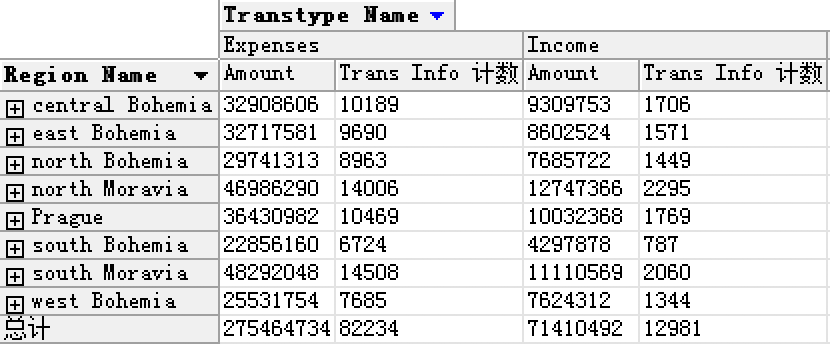 Transtype Name
Expenses Income
Region Name Amount Trans Info 计数 Amount Trans Info 计数
central Bohemia 32908606 10189 9309753 1706
east Bohemia 32717581 9690 8602524 1571
north Bohemia 29741313 8963 7685722 1449
north Moravia 46986290 14006 12747366 2295
Prague 36430982 10469 10032368 1769
south Bohemia 22856160 6724 4297878 787
south Moravia 48292048 14508 11110569 2060
west Bohemia 25531754 7685 7624312 1344
总计 275464734 82234 71410492 12981